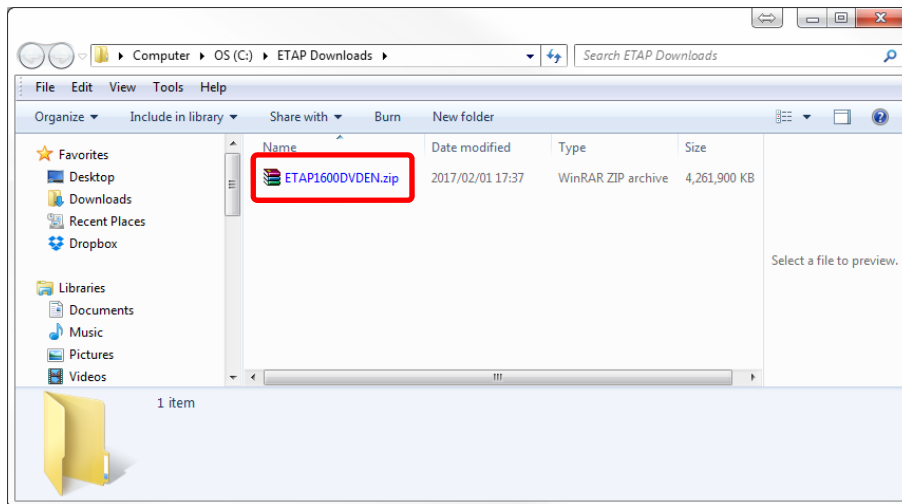 Computer OS (C:) ETAP Downloads Search ETAP Downloads
File Edit View Tools Help
Organize Include in library Share with Burn New folder
Favorites
Desktop
Downloads
Recent Places
Dropbox
Libraries
Documents
Music
Pictures
Videos
Name Date modified Type Size
ETAP1600DVDEN.zip 2017/02/01 17:37 WinRAR ZIP archive 4,261,900 KB
Select a file to preview.
1 item